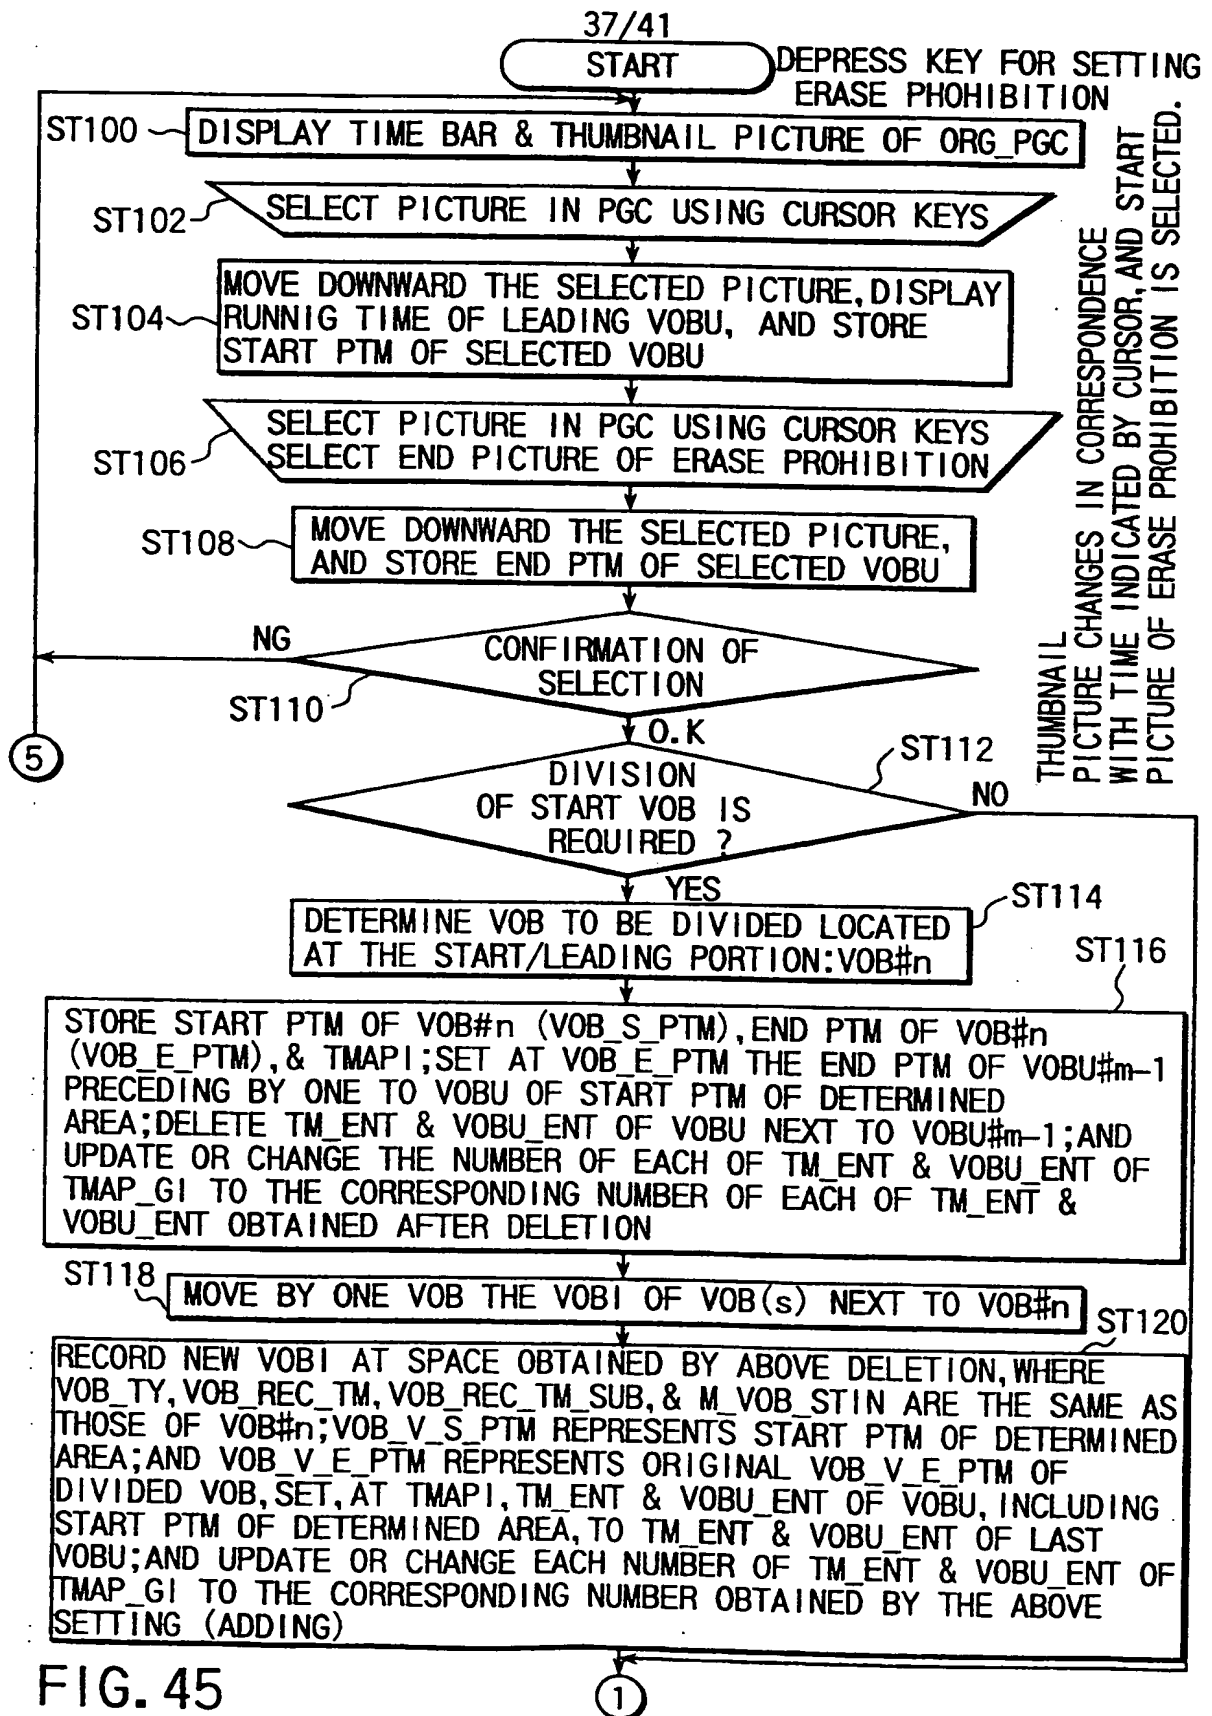 37/41
START
DEPRESS KEY FOR SETTING
ERASE PHOHIBITION
ST100
DISPLAY TIME BAR & THUMBNAIL PICTURE OF ORG_PGC
ST102
SELECT PICTURE IN PGC USING CURSOR KEYS
ST104
MOVE DOWNWARD THE SELECTED PICTURE, DISPLAY
RUNNIG TIME OF LEADING VOBU, AND STORE
START PTM OF SELECTED VOBU
ST106
SELECT PICTURE IN PGC USING CURSOR KEYS
SELECT END PICTURE OF ERASE PROHIBITION
ST108
MOVE DOWNWARD THE SELECTED PICTURE,
AND STORE END PTM OF SELECTED VOBU
THUMBNAIL
PICTURE CHANGES IN CORRESPONDENCE
WITH TIME INDICATED BY CURSOR, AND START
PICTURE OF ERASE PROHIBITION IS SELECTED.
NG
CONFIRMATION OF
SELECTION
ST110
O.K
5
ST112
DIVISION
OF START VOB IS
REQUIRED ?
NO
YES
ST114
DETERMINE VOB TO BE DIVIDED LOCATED
AT THE START/LEADING PORTION:VOB#n
ST116
STORE START PTM OF VOB#n (VOB_S_PTM), END PTM OF VOB#n
(VOB_E_PTM), & TMAPI;SET AT VOB_E_PTM THE END PTM OF VOBU#m-1
PRECEDING BY ONE TO VOBU OF START PTM OF DETERMINED
AREA;DELETE TM_ENT & VOBU_ENT OF VOBU NEXT TO VOBU#m-1;AND
UPDATE OR CHANGE THE NUMBER OF EACH OF TM_ENT & VOBU_ENT OF
TMAP_GI TO THE CORRESPONDING NUMBER OF EACH OF TM_ENT &
VOBU_ENT OBTAINED AFTER DELETION
ST118
MOVE BY ONE VOB THE VOBI OF VOB(s) NEXT TO VOB#n
ST120
RECORD NEW VOBI AT SPACE OBTAINED BY ABOVE DELETION, WHERE
VOB_TY, VOB_REC_TM, VOB_REC_TM_SUB, & M_VOB_STIN ARE THE SAME AS
THOSE OF VOB#n;VOB_V_S_PTM REPRESENTS START PTM OF DETERMINED
AREA;AND VOB_V_E_PTM REPRESENTS ORIGINAL VOB_V_E_PTM OF
DIVIDED VOB, SET, AT TMAPI, TM_ENT & VOBU_ENT OF VOBU, INCLUDING
START PTM OF DETERMINED AREA, TO TM_ENT & VOBU_ENT OF LAST
VOBU;AND UPDATE OR CHANGE EACH NUMBER OF TM_ENT & VOBU_ENT OF
TMAP_GI TO THE CORRESPONDING NUMBER OBTAINED BY THE ABOVE
SETTING (ADDING)
1
FIG. 45